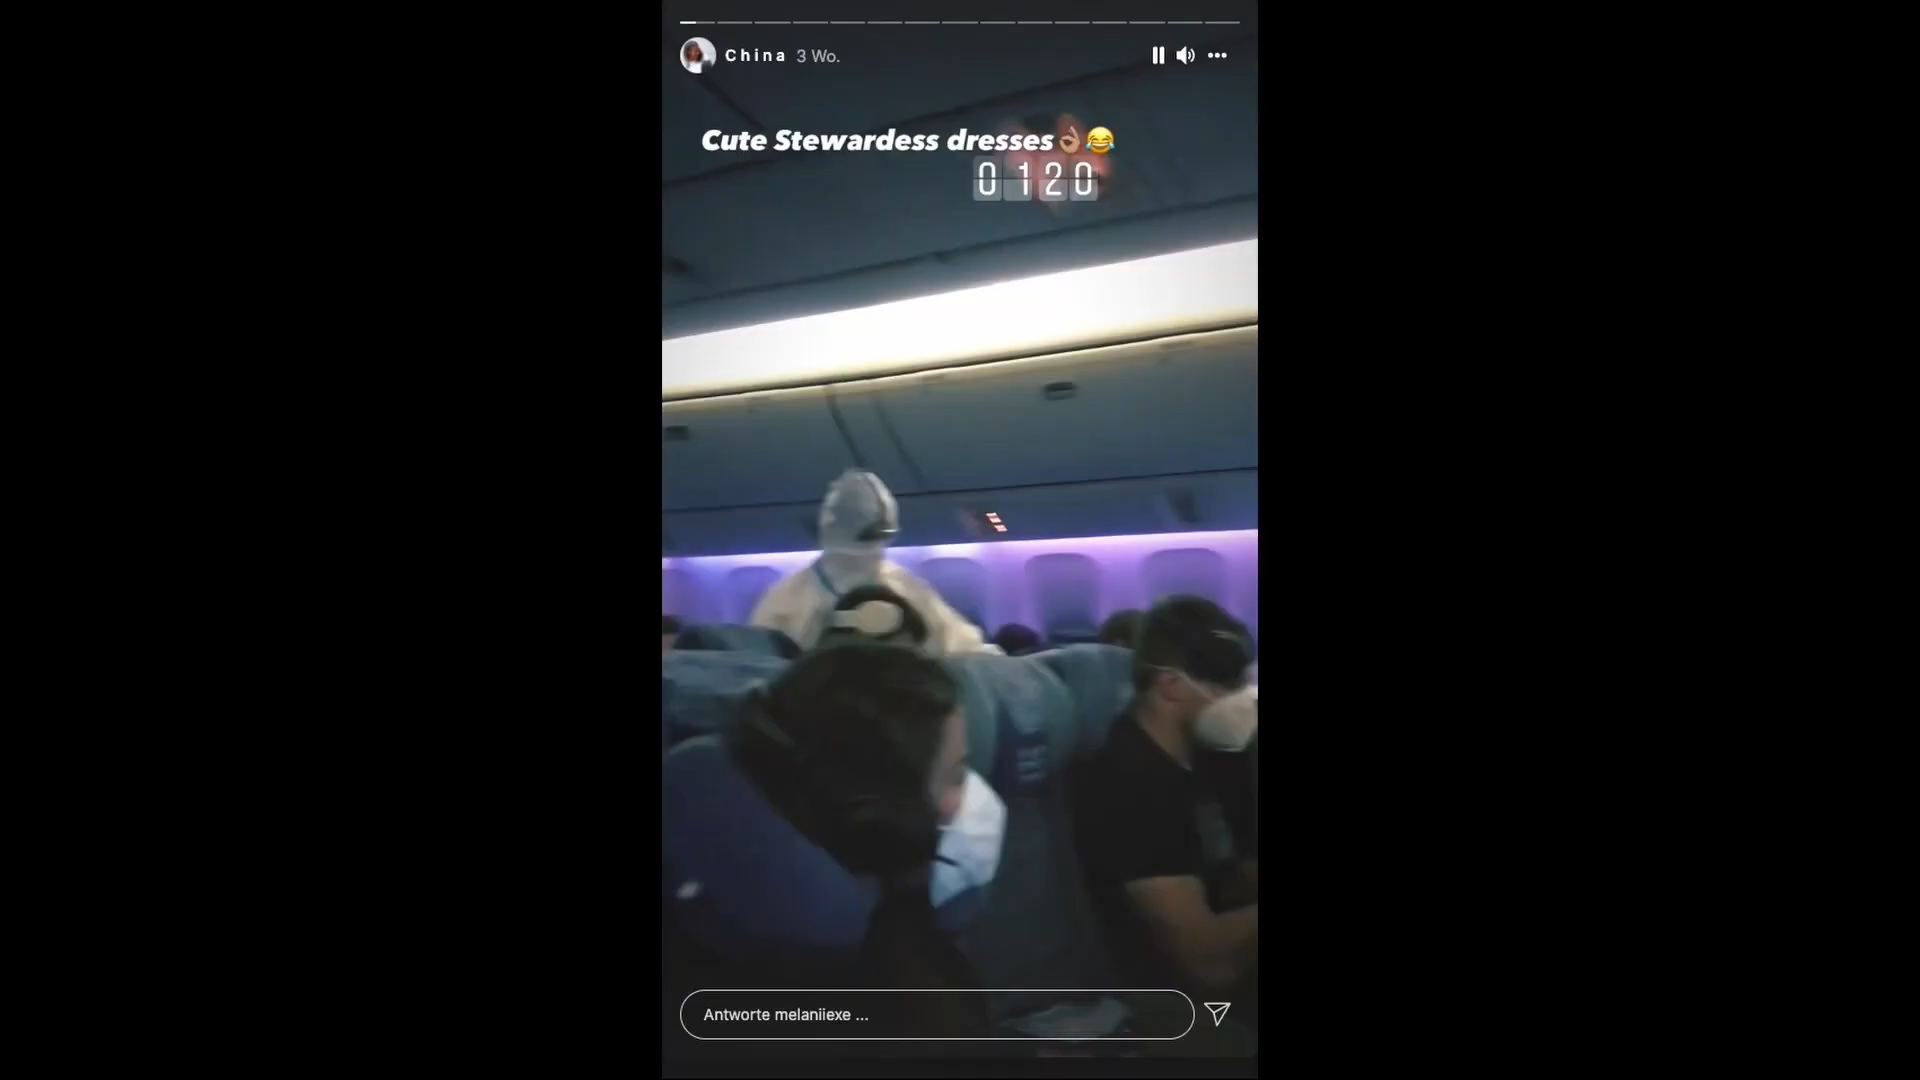 China 3 Wo.
Cute Stewardess dresses👌🏽😂
0120
Antworte melaniiexe ...